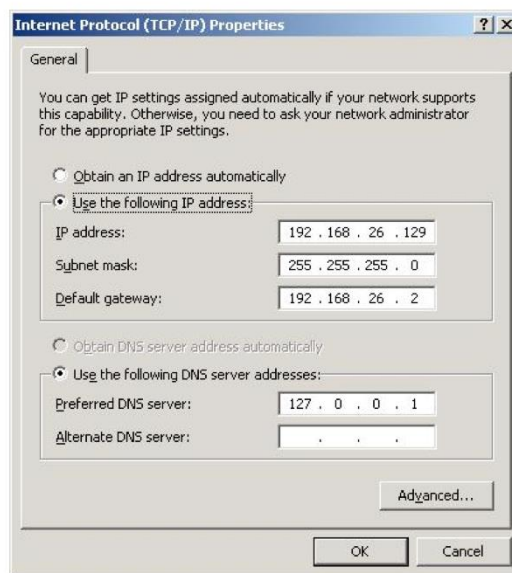 Internet Protocol (TCP/IP) Properties
General
You can get IP settings assigned automatically if your network supports
this capability. Otherwise, you need to ask your network administrator
for the appropriate IP settings.
Obtain an IP address automatically
Use the following IP address:
IP address: 192 . 168 . 26 . 129
Subnet mask: 255 . 255 . 255 . 0
Default gateway: 192 . 168 . 26 . 2
Obtain DNS server address automatically
Use the following DNS server addresses:
Preferred DNS server: 127 . 0 . 0 . 1
Alternate DNS server: . . .
Advanced...
OK Cancel